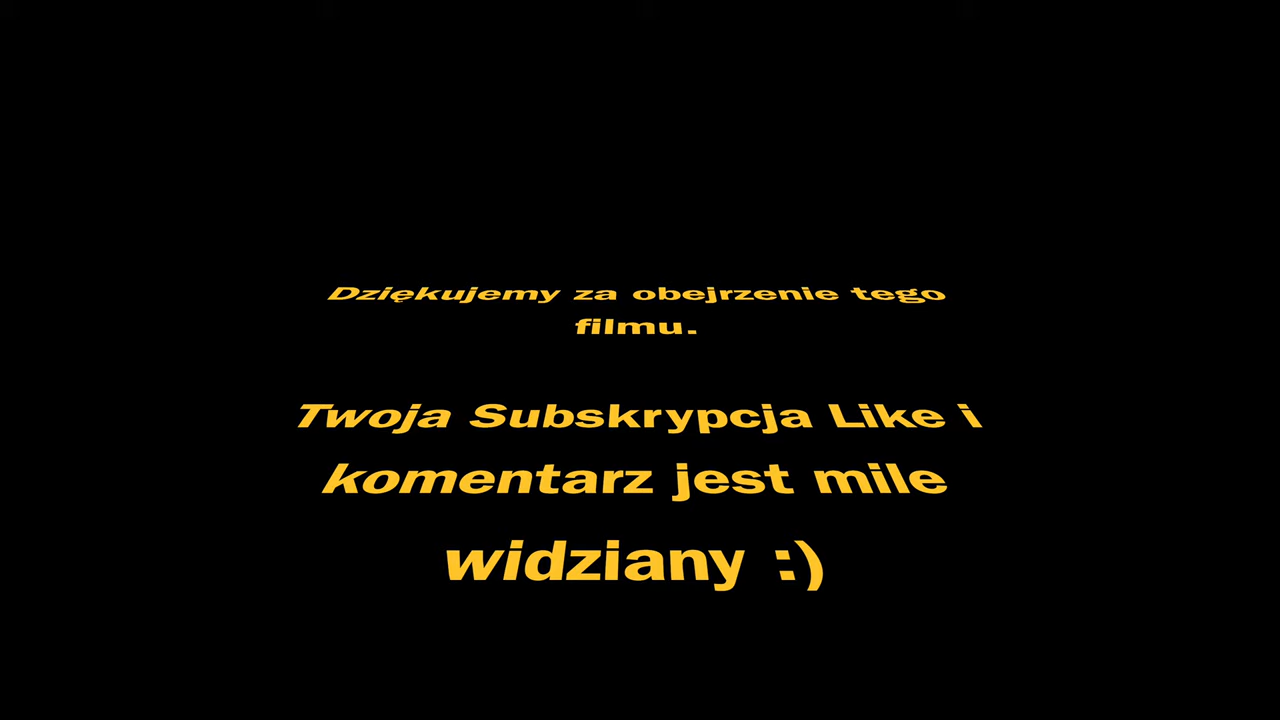 Dziękujemy za obejrzenie tego
filmu.
Twoja Subskrypcja Like i
komentarz jest mile
widziany :)